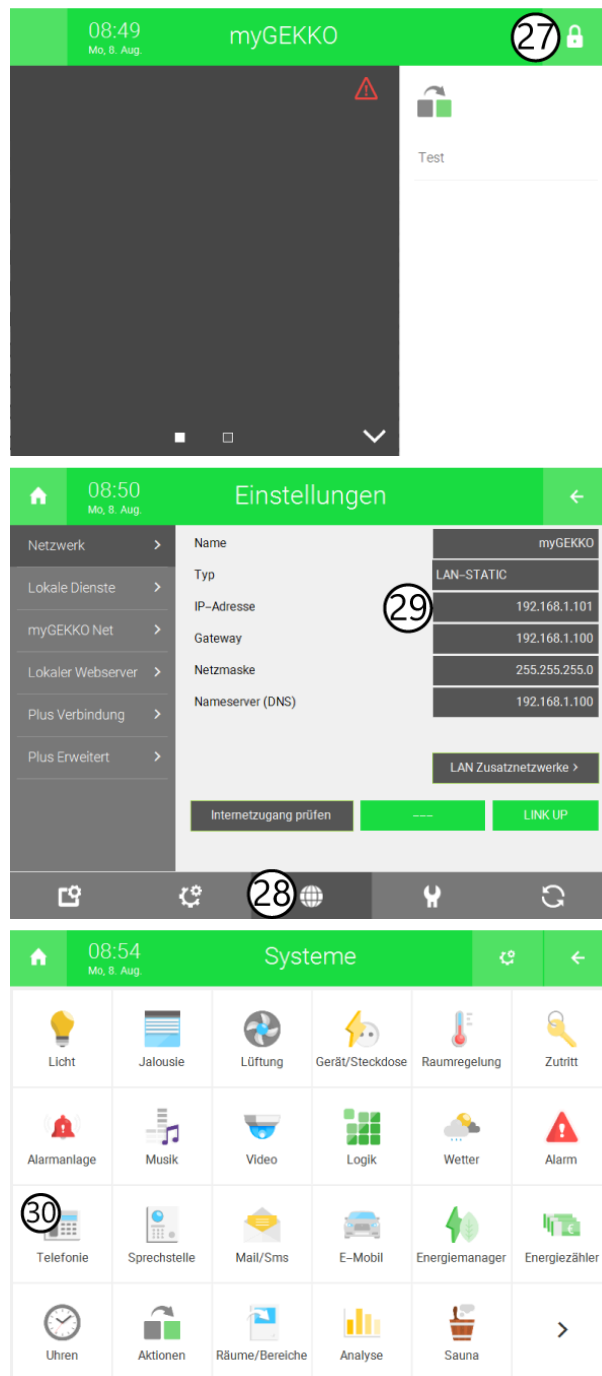 08:49
Mo, 8. Aug.
myGEKKO
27
Test
08:50
Mo, 8. Aug.
Einstellungen
Netzwerk
Lokale Dienste
myGEKKO Net
Lokaler Webserver
Plus Verbindung
Plus Erweitert
Name
myGEKKO
Typ
LAN-STATIC
IP-Adresse
29
192.168.1.101
Gateway
192.168.1.100
Netzmaske
255.255.255.0
Nameserver (DNS)
192.168.1.100
LAN Zusatznetzwerke >
Internetzugang prüfen
---
LINK UP
28
08:54
Mo, 8. Aug.
Systeme
Licht
Jalousie
Lüftung
Gerät/Steckdose
Raumregelung
Zutritt
Alarmanlage
Musik
Video
Logik
Wetter
Alarm
30
Telefonie
Sprechstelle
Mail/Sms
E-Mobil
Energiemanager
Energiezähler
Uhren
Aktionen
Räume/Bereiche
Analyse
Sauna